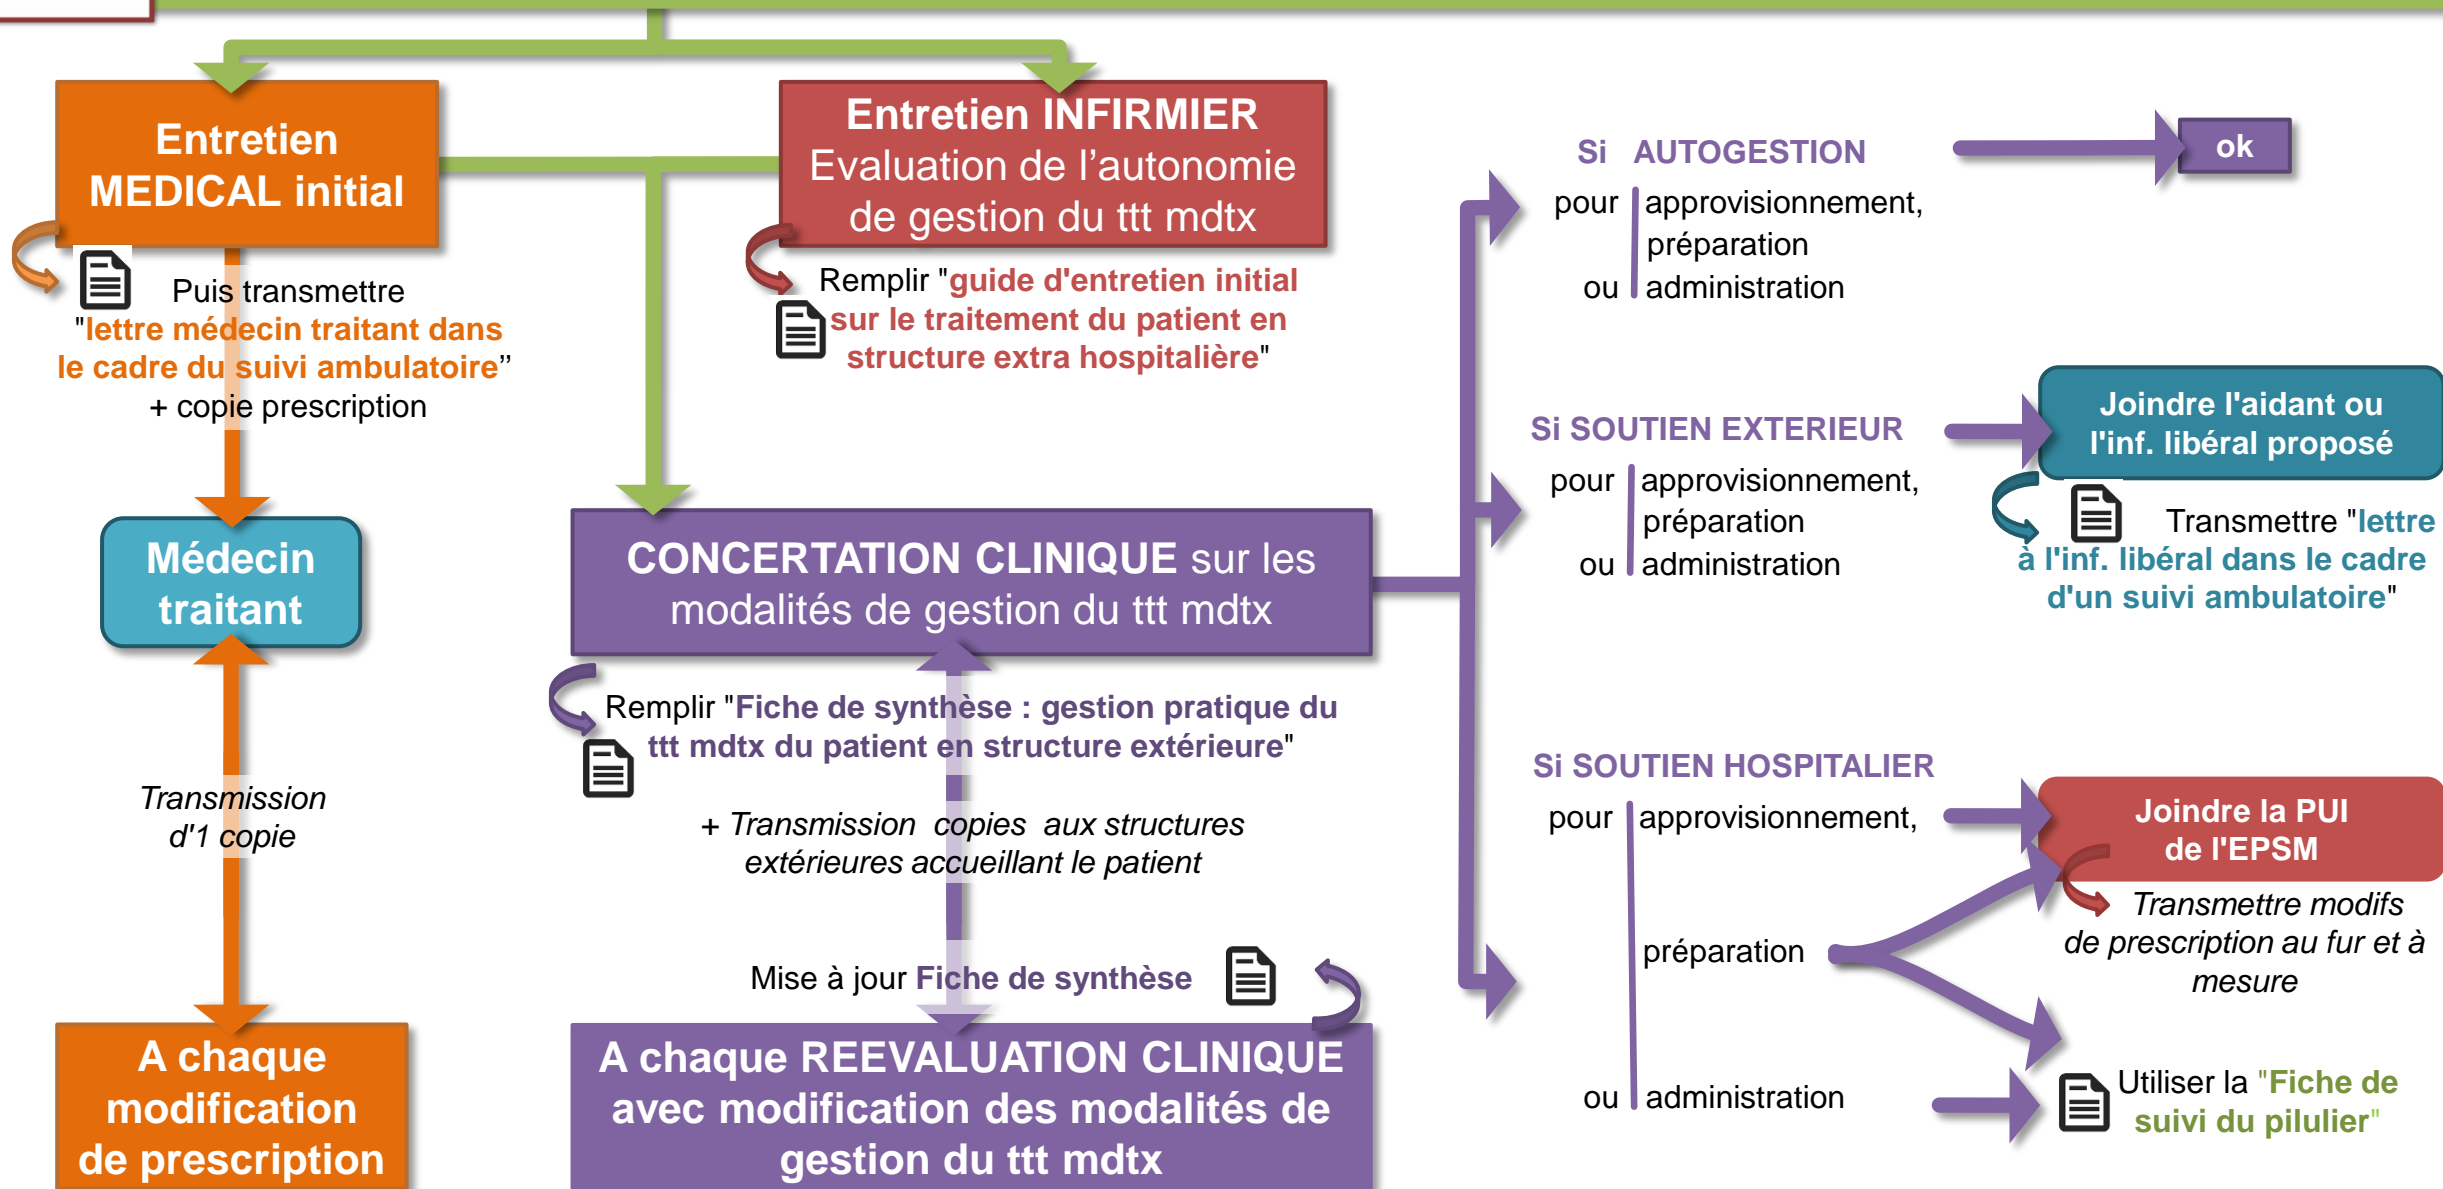 Entretien
MEDICAL initial
Puis transmettre
"lettre médecin traitant dans
le cadre du suivi ambulatoire’’
+ copie prescription
Médecin
traitant
Transmission
d'1 copie
A chaque
modification
de prescription
Entretien INFIRMIER
Evaluation de l’autonomie
de gestion du ttt mdtx
Remplir "guide d'entretien initial
sur le traitement du patient en
structure extra hospitalière"
CONCERTATION CLINIQUE sur les
modalités de gestion du ttt mdtx
Remplir "Fiche de synthèse : gestion pratique du
ttt mdtx du patient en structure extérieure"
+ Transmission copies aux structures
extérieures accueillant le patient
Mise à jour Fiche de synthèse
A chaque REEVALUATION CLINIQUE
avec modification des modalités de
gestion du ttt mdtx
Si AUTOGESTION
pour approvisionnement,
préparation
ou administration
ok
Si SOUTIEN EXTERIEUR
pour approvisionnement,
préparation
ou administration
Joindre l'aidant ou
l'inf. libéral proposé
Transmettre "lettre
à l'inf. libéral dans le cadre
d'un suivi ambulatoire"
Si SOUTIEN HOSPITALIER
pour approvisionnement,
préparation
ou administration
Joindre la PUI
de l'EPSM
Transmettre modifs
de prescription au fur et à
mesure
Utiliser la "Fiche de
suivi du pilulier"